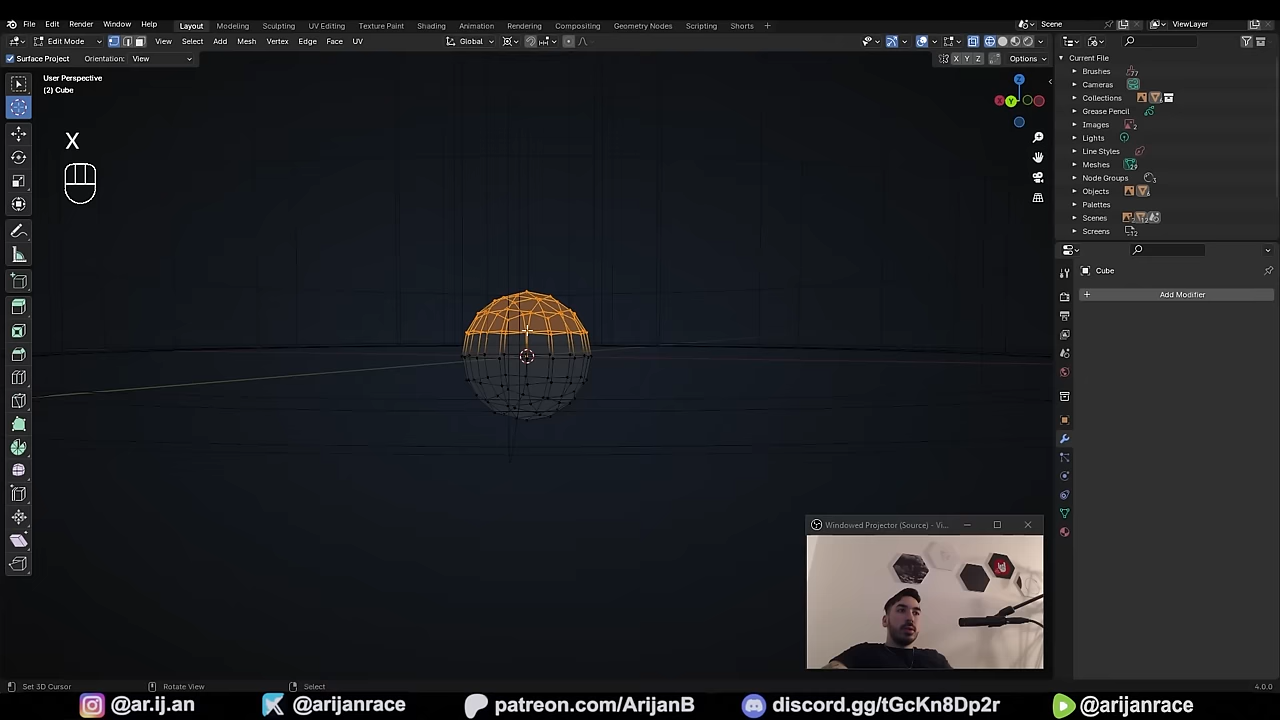 File Edit Render Window Help
Layout Modeling Sculpting UV Editing Texture Paint Shading Animation Rendering Compositing Geometry Nodes Scripting Shorts +
Scene
ViewLayer
Edit Mode View Select Add Mesh Vertex Edge Face UV
Global
X Y Z
Options
Surface Project Orientation: View
User Perspective
(2) Cube
X
X
Y
Z
Current File
Brushes
77
Cameras
Collections
Grease Pencil
Images
2
Lights
Line Styles
Meshes
Node Groups
3
Objects
Palettes
Scenes
Screens
12
Cube
+ Add Modifier
Windowed Projector (Source) - Vi...
Set 3D Cursor
Rotate View
Select
4.0.0
@ar.ij.an
@arijanrace
patreon.com/ArijanB
discord.gg/tGcKn8Dp2r
@arijanrace